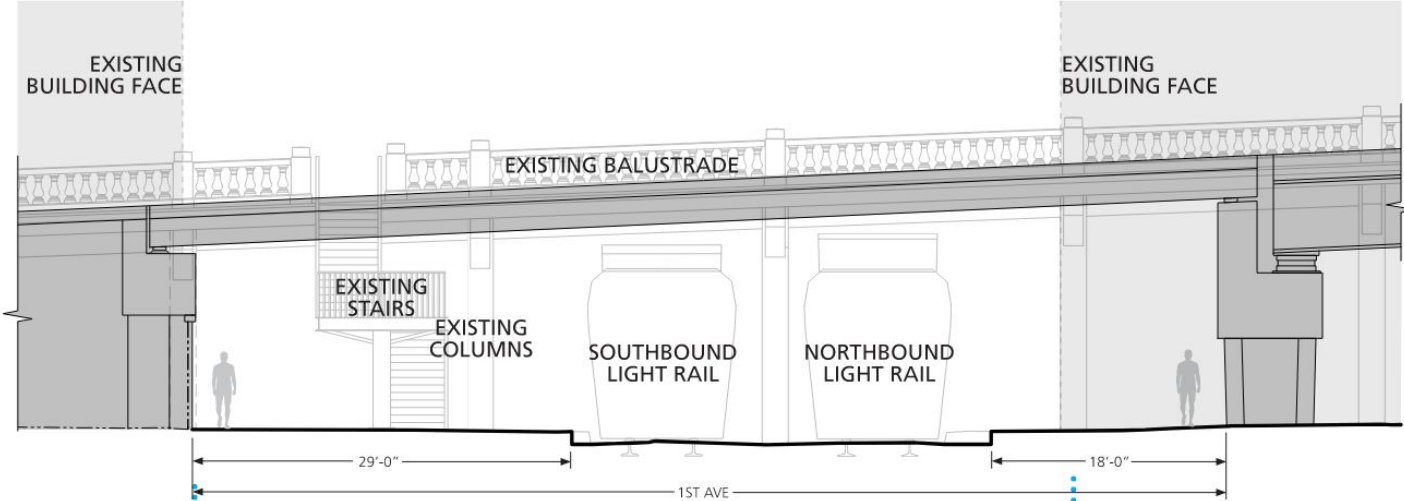 EXISTING
BUILDING FACE
EXISTING
BUILDING FACE
EXISTING BALUSTRADE
EXISTING
STAIRS
EXISTING
COLUMNS
SOUTHBOUND
LIGHT RAIL
NORTHBOUND
LIGHT RAIL
29'-0"
18'-0"
1ST AVE